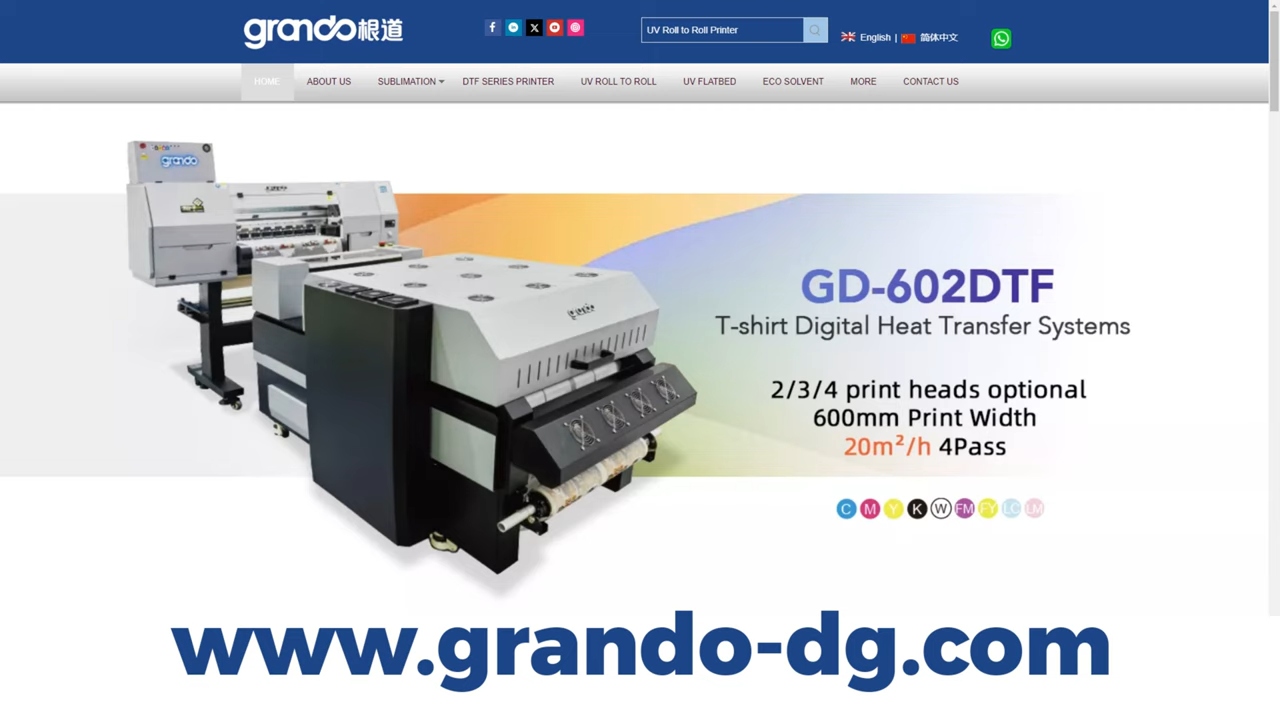 grando根道
UV Roll to Roll Printer
English | 简体中文
HOME ABOUT US SUBLIMATION DTF SERIES PRINTER UV ROLL TO ROLL UV FLATBED ECO SOLVENT MORE CONTACT US
grando
GD-602DTF
T-shirt Digital Heat Transfer Systems
2/3/4 print heads optional
600mm Print Width
20m²/h 4Pass
C M Y K W FM FY LC LM
www.grando-dg.com